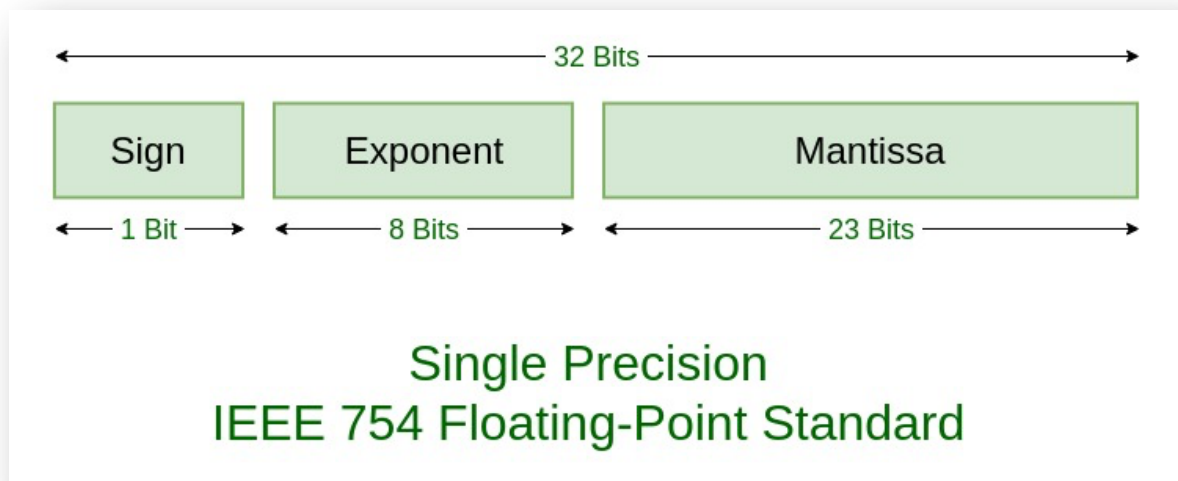 32 Bits
Sign Exponent Mantissa
1 Bit 8 Bits 23 Bits
Single Precision
IEEE 754 Floating-Point Standard